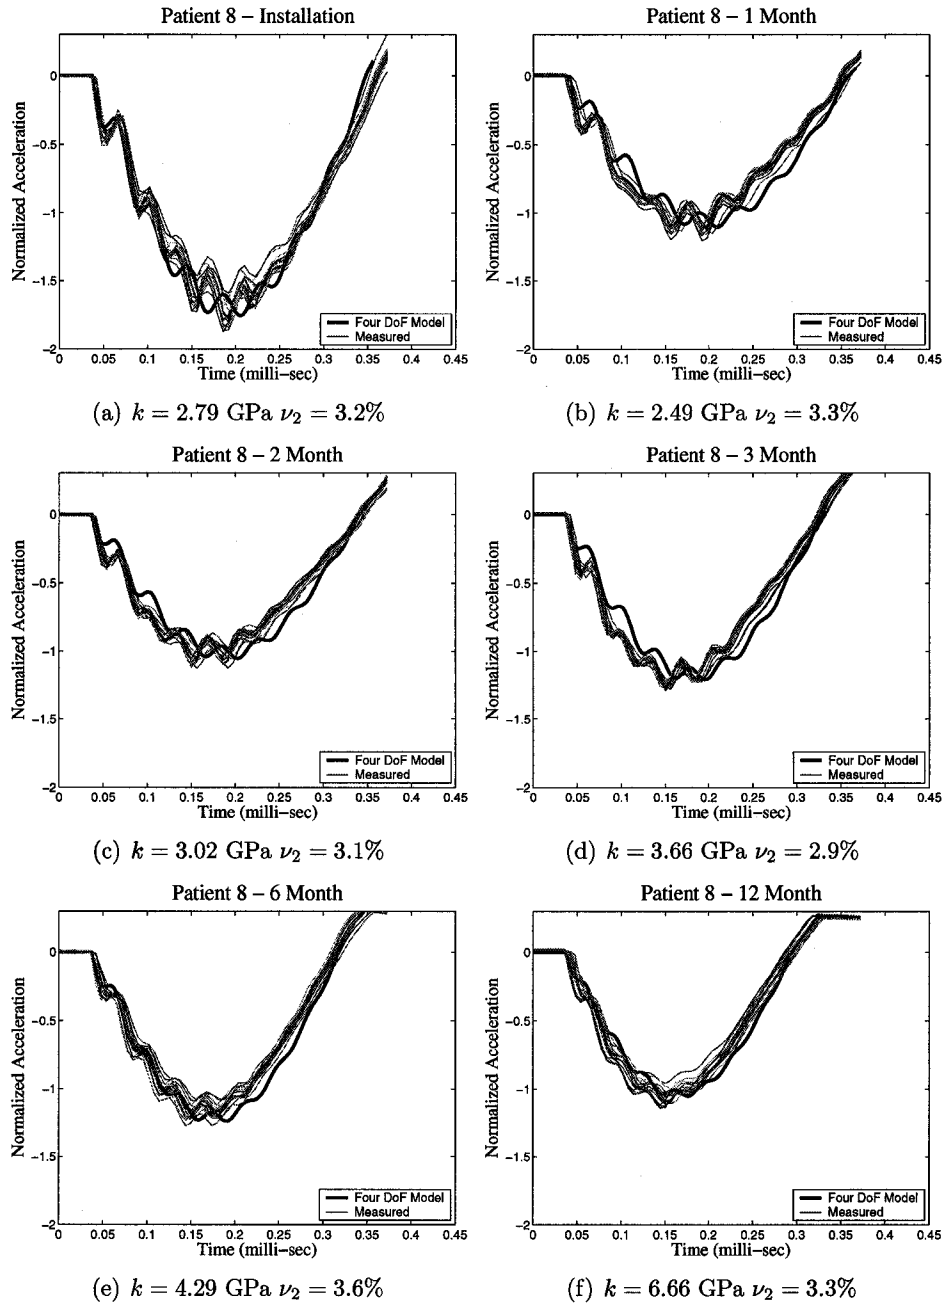 Patient 8 – Installation
Normalized Acceleration
0
−0.5
−1
−1.5
−2
Four DoF Model
Measured
0 0.05 0.1 0.15 0.2 0.25 0.3 0.35 0.4 0.45
Time (milli−sec)
(a) k = 2.79 GPa ν₂ = 3.2%
Patient 8 – 1 Month
Normalized Acceleration
0
−0.5
−1
−1.5
−2
Four DoF Model
Measured
0 0.05 0.1 0.15 0.2 0.25 0.3 0.35 0.4 0.45
Time (milli−sec)
(b) k = 2.49 GPa ν₂ = 3.3%
Patient 8 – 2 Month
Normalized Acceleration
0
−0.5
−1
−1.5
−2
Four DoF Model
Measured
0 0.05 0.1 0.15 0.2 0.25 0.3 0.35 0.4 0.45
Time (milli−sec)
(c) k = 3.02 GPa ν₂ = 3.1%
Patient 8 – 3 Month
Normalized Acceleration
0
−0.5
−1
−1.5
−2
Four DoF Model
Measured
0 0.05 0.1 0.15 0.2 0.25 0.3 0.35 0.4 0.45
Time (milli−sec)
(d) k = 3.66 GPa ν₂ = 2.9%
Patient 8 – 6 Month
Normalized Acceleration
0
−0.5
−1
−1.5
−2
Four DoF Model
Measured
0 0.05 0.1 0.15 0.2 0.25 0.3 0.35 0.4 0.45
Time (milli−sec)
(e) k = 4.29 GPa ν₂ = 3.6%
Patient 8 – 12 Month
Normalized Acceleration
0
−0.5
−1
−1.5
−2
Four DoF Model
Measured
0 0.05 0.1 0.15 0.2 0.25 0.3 0.35 0.4 0.45
Time (milli−sec)
(f) k = 6.66 GPa ν₂ = 3.3%